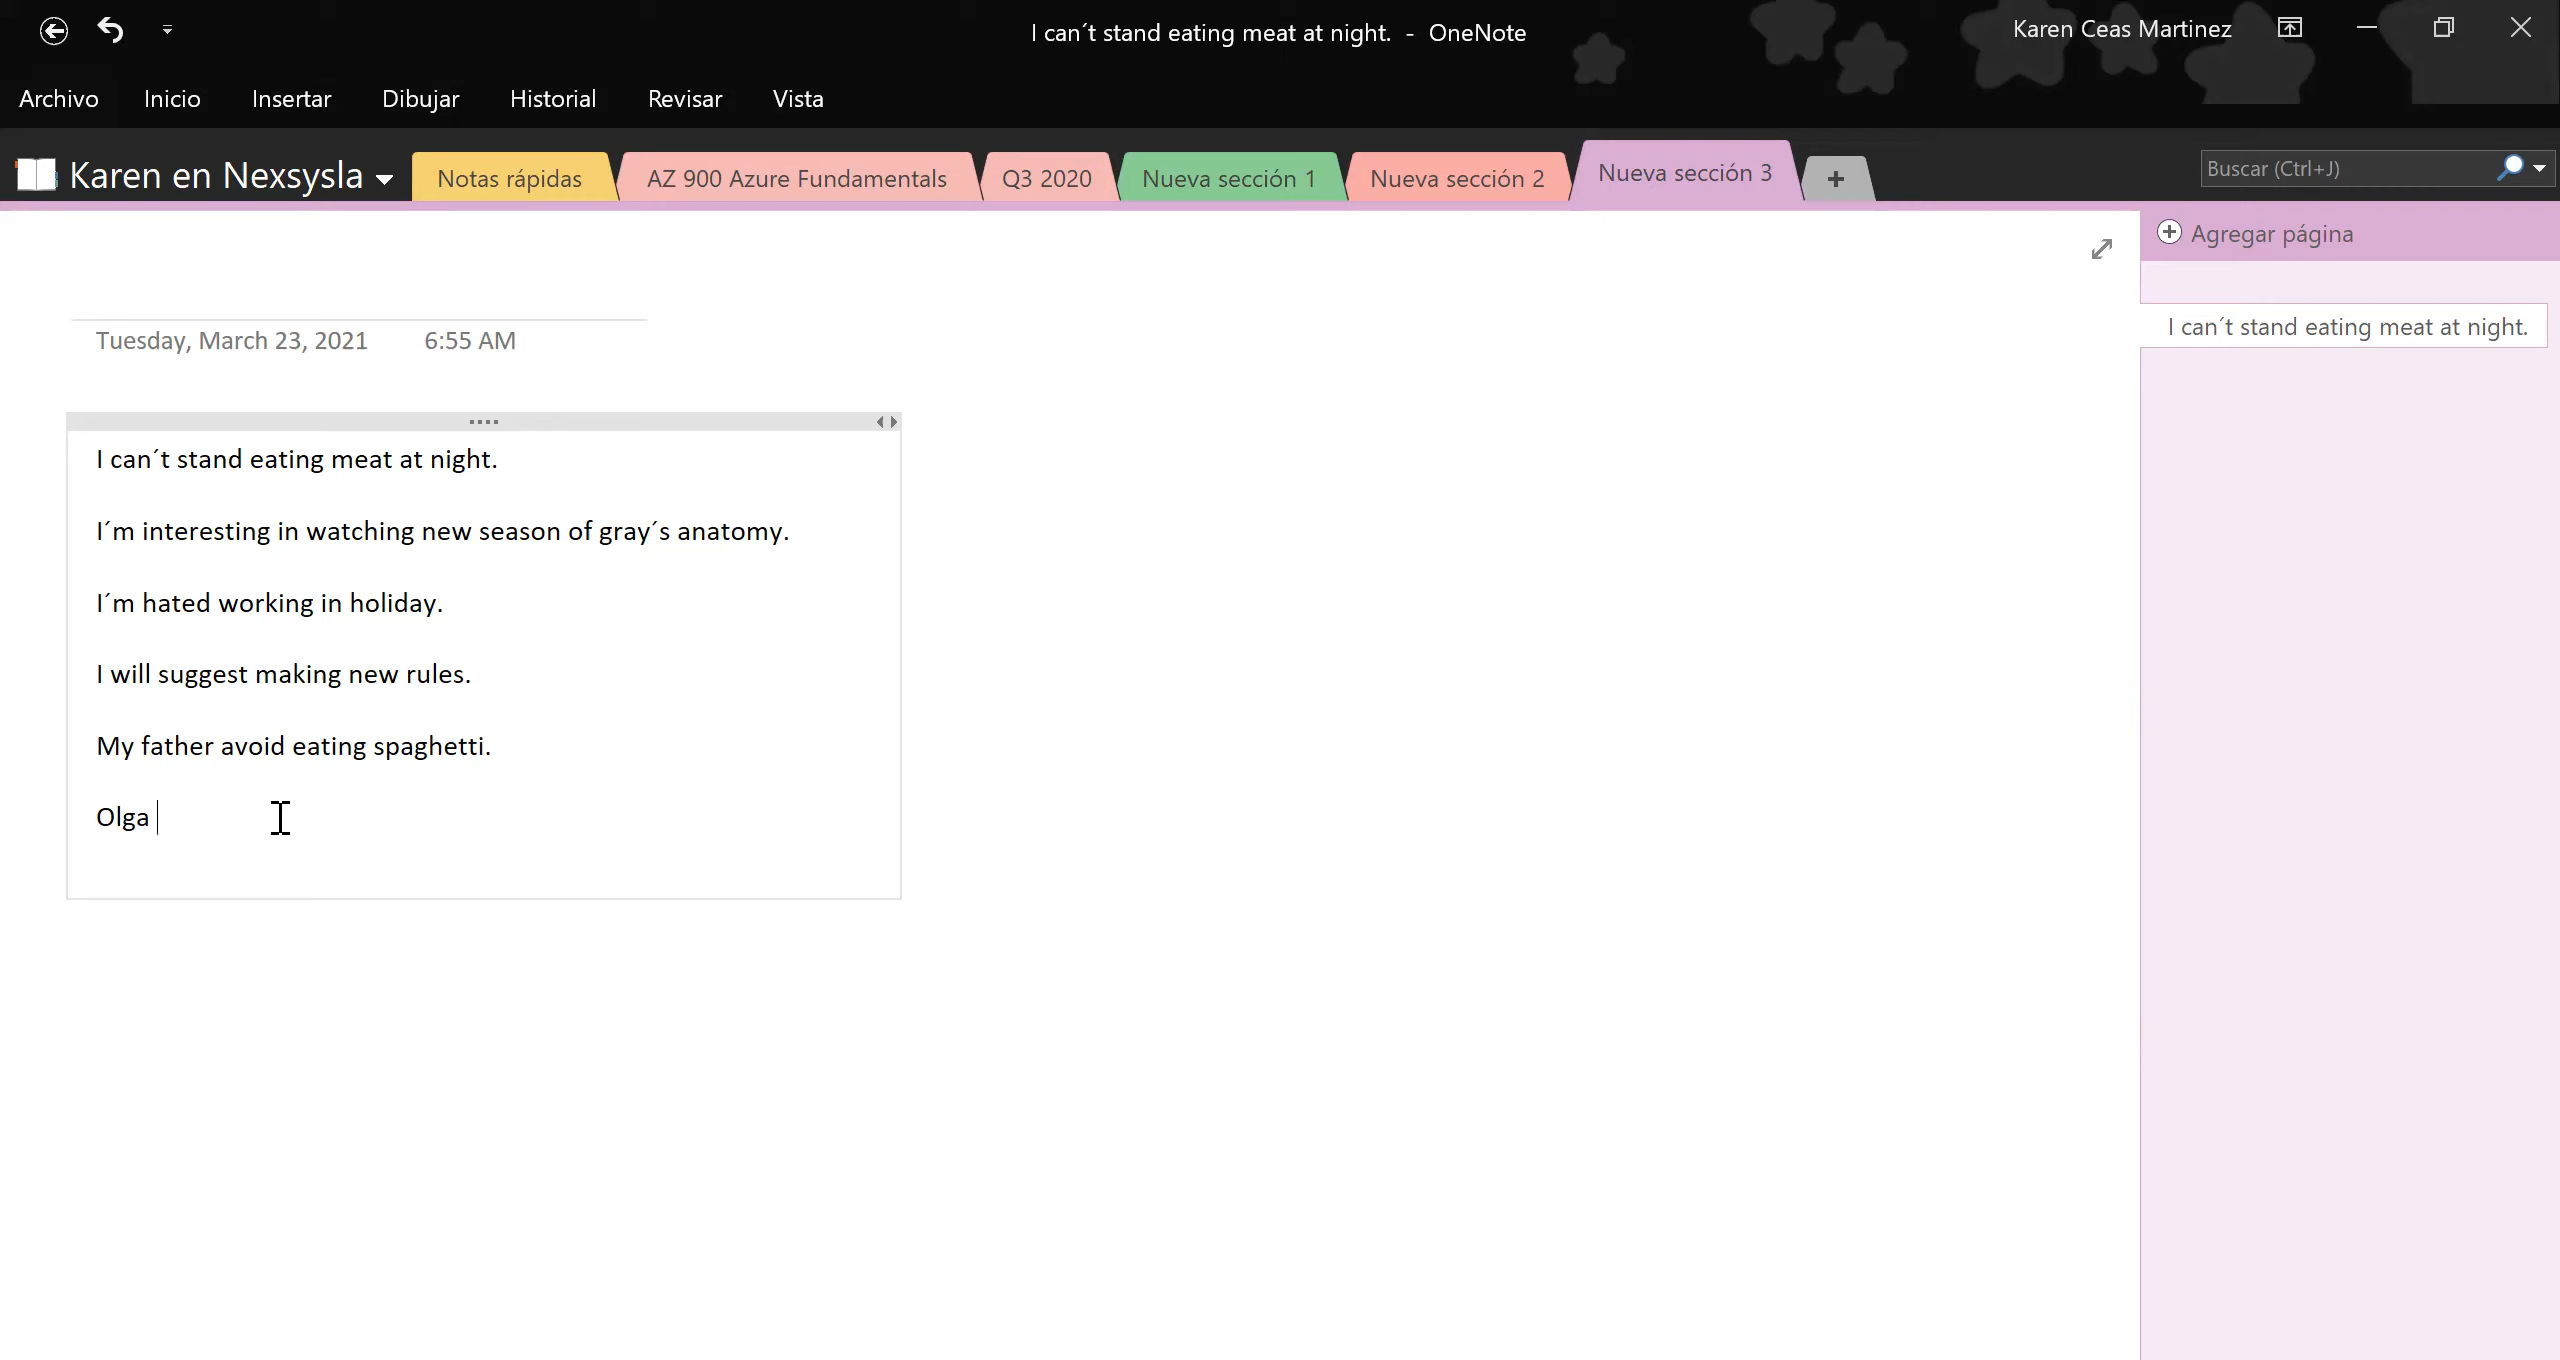 I can´t stand eating meat at night. - OneNote
Karen Ceas Martinez
Archivo Inicio Insertar Dibujar Historial Revisar Vista
Karen en Nexsysla
Notas rápidas
AZ 900 Azure Fundamentals
Q3 2020
Nueva sección 1
Nueva sección 2
Nueva sección 3
Buscar (Ctrl+J)
Agregar página
I can´t stand eating meat at night.
Tuesday, March 23, 2021 6:55 AM
I can´t stand eating meat at night.
I´m interesting in watching new season of gray´s anatomy.
I´m hated working in holiday.
I will suggest making new rules.
My father avoid eating spaghetti.
Olga